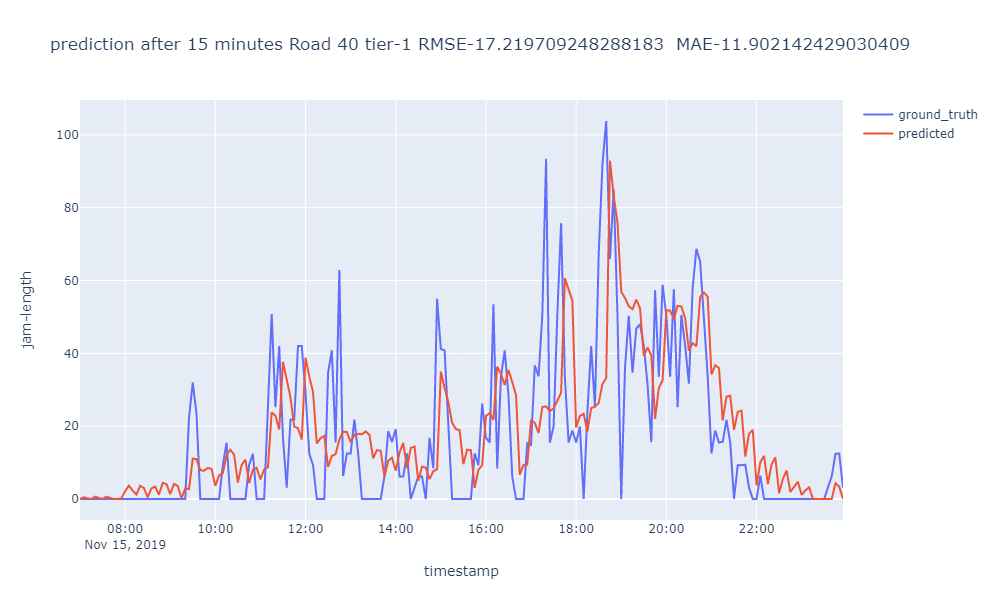 prediction after 15 minutes Road 40 tier-1 RMSE-17.219709248288183  MAE-11.902142429030409
ground_truth
predicted
100
80
60
40
20
0
jam-length
08:00 10:00 12:00 14:00 16:00 18:00 20:00 22:00
Nov 15, 2019
timestamp